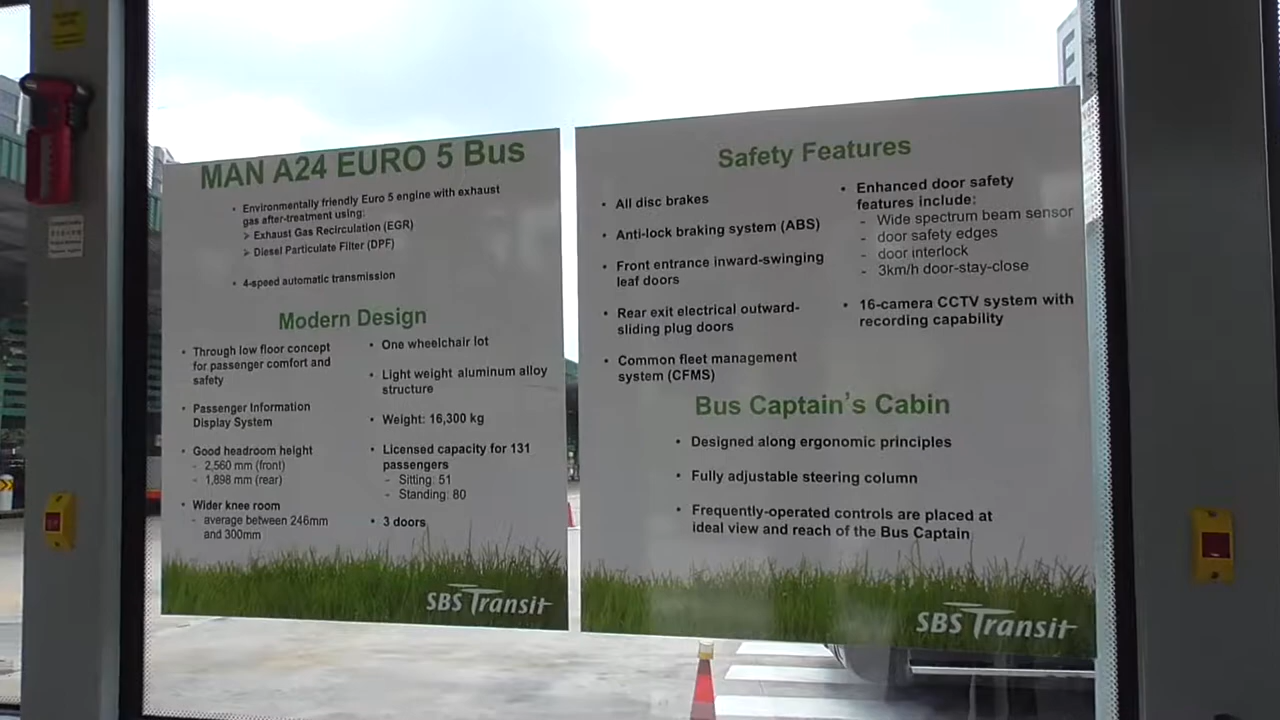 MAN A24 EURO 5 Bus
• Environmentally friendly Euro 5 engine with exhaust
gas after-treatment using:
➢ Exhaust Gas Recirculation (EGR)
➢ Diesel Particulate Filter (DPF)
• 4-speed automatic transmission
Modern Design
• Through low floor concept
for passenger comfort and
safety
• Passenger Information
Display System
• Good headroom height
- 2,560 mm (front)
- 1,898 mm (rear)
• Wider knee room
- average between 246mm
and 300mm
• One wheelchair lot
• Light weight aluminum alloy
structure
• Weight: 16,300 kg
• Licensed capacity for 131
passengers
- Sitting: 51
- Standing: 80
• 3 doors
SBS Transit
Safety Features
• All disc brakes
• Anti-lock braking system (ABS)
• Front entrance inward-swinging
leaf doors
• Rear exit electrical outward-
sliding plug doors
• Common fleet management
system (CFMS)
• Enhanced door safety
features include:
- Wide spectrum beam sensor
- door safety edges
- door interlock
- 3km/h door-stay-close
• 16-camera CCTV system with
recording capability
Bus Captain's Cabin
• Designed along ergonomic principles
• Fully adjustable steering column
• Frequently-operated controls are placed at
ideal view and reach of the Bus Captain
SBS Transit